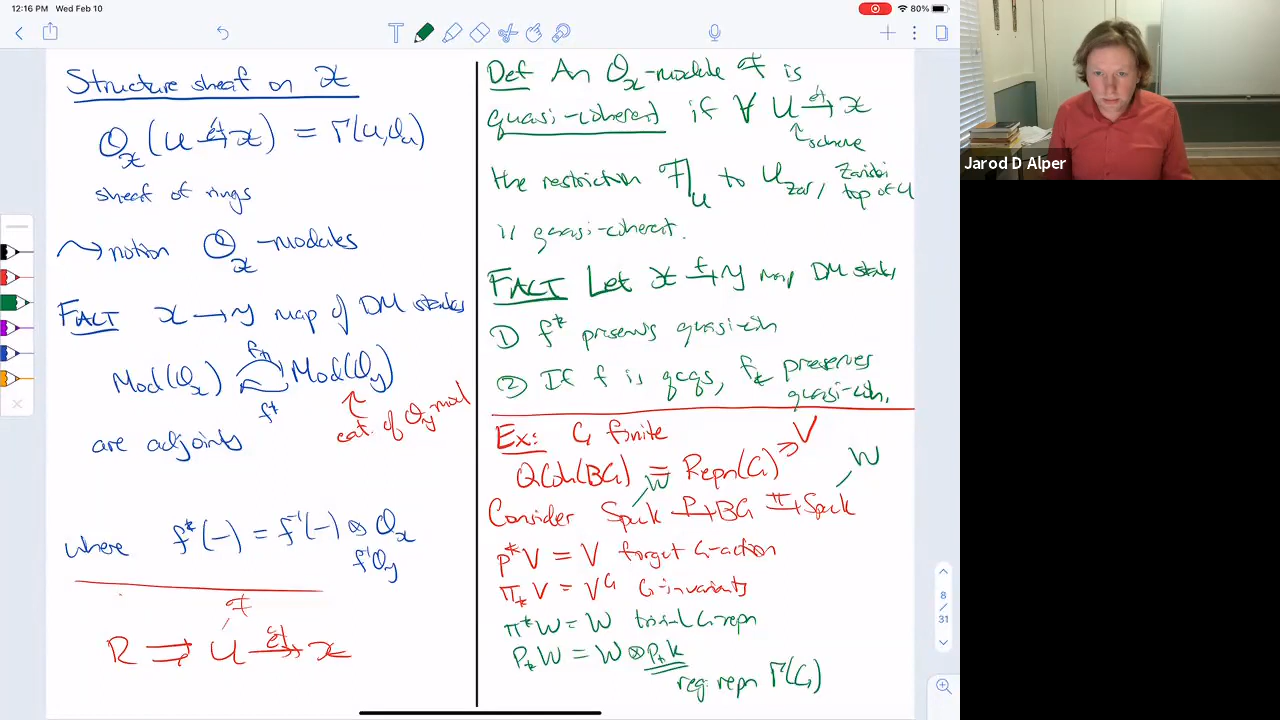 12:16 PM Wed Feb 10
80%
Structure sheaf on 𝒳
O_𝒳(U ét→ 𝒳) = Γ(U, O_U)
sheaf of rings
⇝ notion O_𝒳-modules
FACT 𝒳 → 𝒴 map of DM stacks
Mod(O_𝒳) f_* f^* Mod(O_𝒴)
cat. of O_𝒴 mod
are adjoints
where f^*(-) = f^{-1}(-) ⊗_{f^{-1}O_𝒴} O_𝒳
F
R ⇉ U ét→ 𝒳
Def An O_𝒳-module F is
quasi-coherent if ∀ U ét→ 𝒳
scheme
the restriction F|_U to U_zar, Zariski top of U
is quasi-coherent.
FACT Let 𝒳 f→ 𝒴 map DM stacks
① f^* preserves quasi-coh
② If f is qcqs, f_* preserves
quasi-coh.
Ex: G finite
QCoh(BG) = Repn(G) ∋ V
W W
Consider Spec k p→ BG π→ Spec k
p^*V = V forget G-action
π_*V = V^G G-invariants
π^*W = W trivial G-repn
p_*W = W ⊗ p_*k
reg. repn Γ(G)
8
/
31
Jarod D Alper